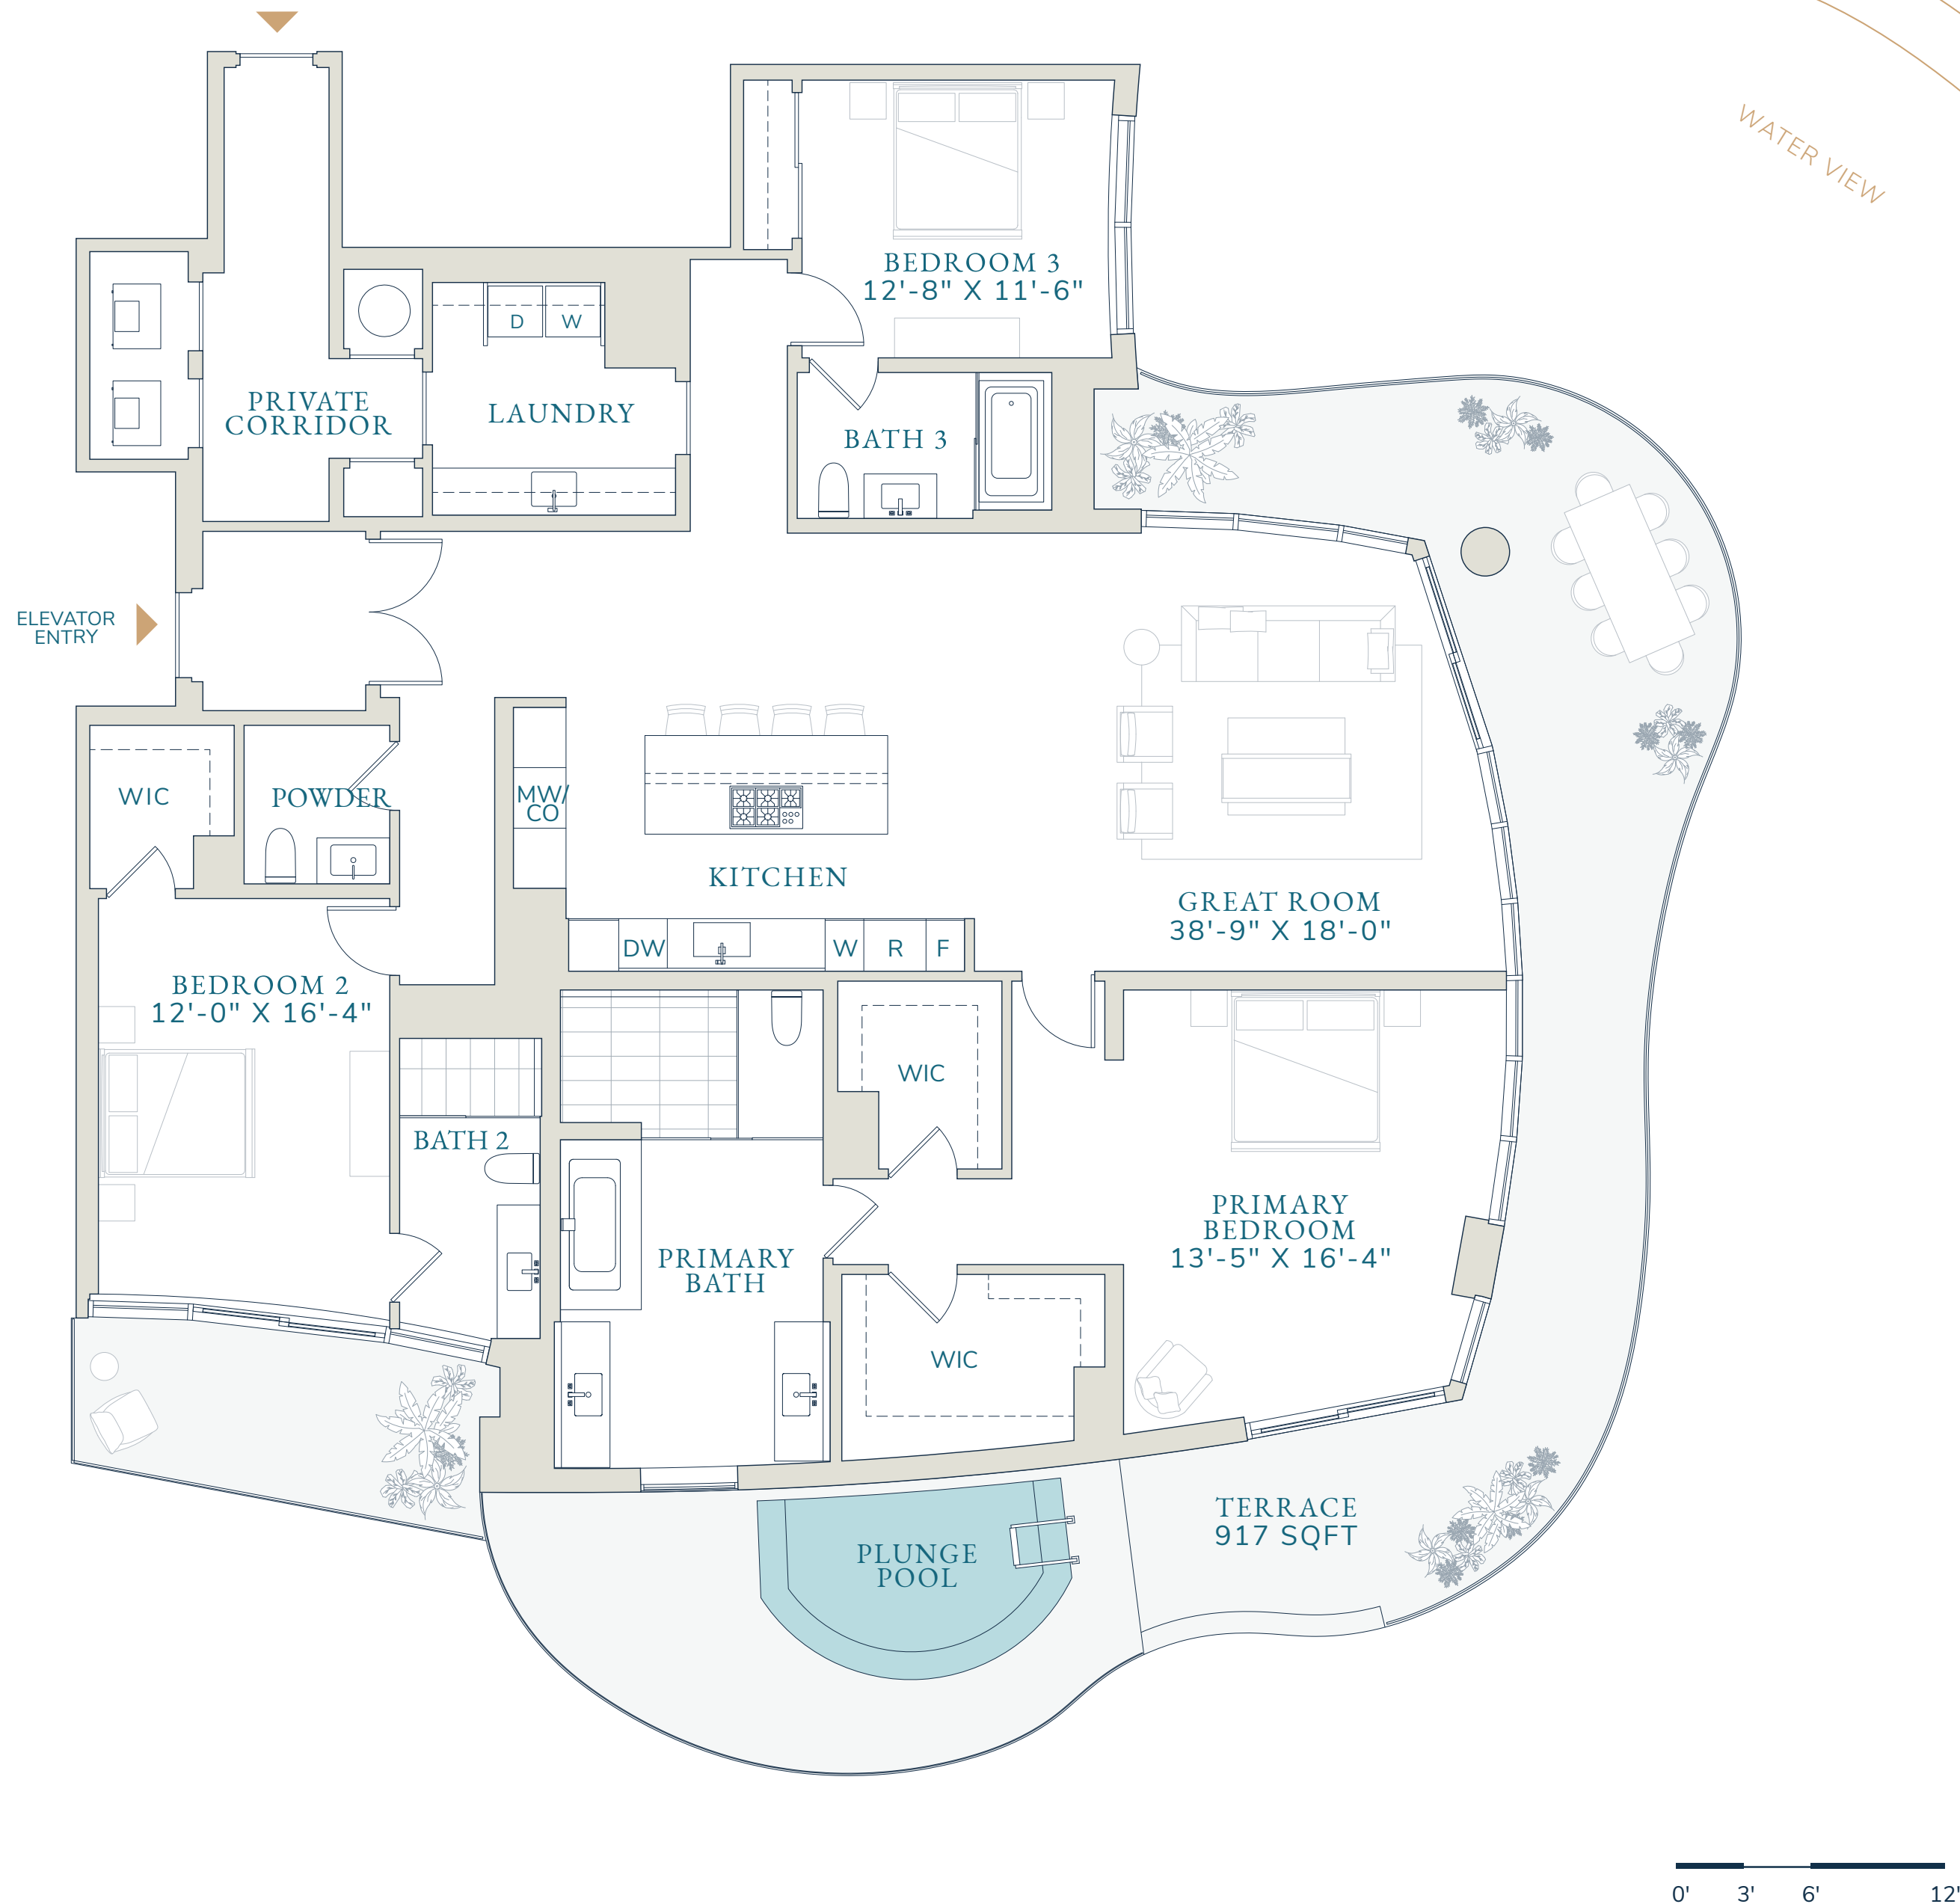 WATER VIEW
BEDROOM 3
12'-8" X 11'-6"
D W
PRIVATE
CORRIDOR
LAUNDRY
BATH 3
ELEVATOR
ENTRY
WIC
POWDER
MW/
CO
KITCHEN
GREAT ROOM
38'-9" X 18'-0"
DW W R F
BEDROOM 2
12'-0" X 16'-4"
WIC
BATH 2
PRIMARY
BEDROOM
13'-5" X 16'-4"
PRIMARY
BATH
WIC
TERRACE
917 SQFT
PLUNGE
POOL
0' 3' 6' 12'